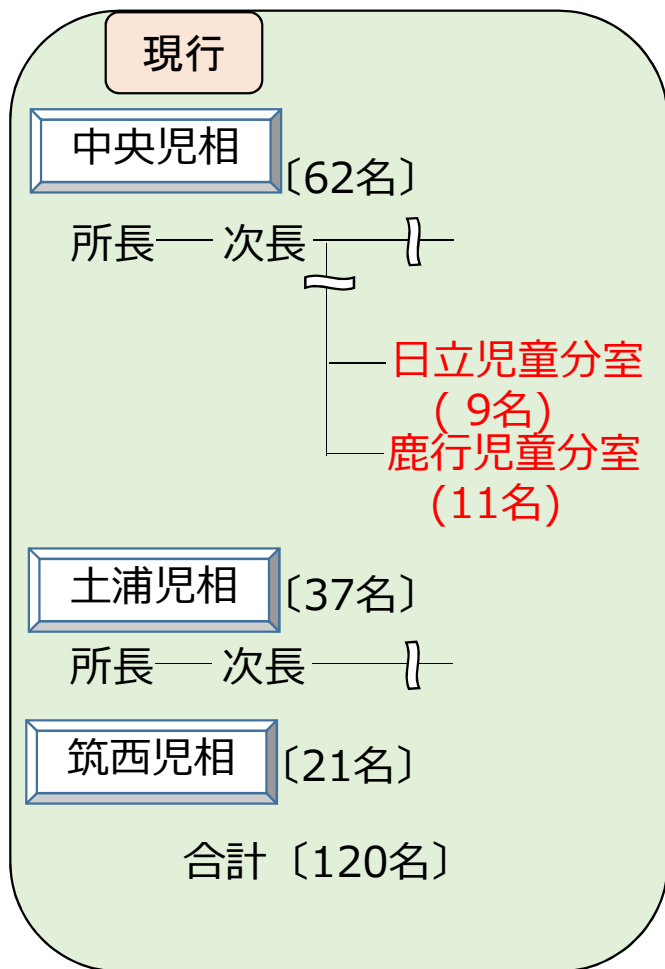 現行
中央児相
〔62名〕
所長 次長
日立児童分室
( 9名)
鹿行児童分室
(11名)
土浦児相
〔37名〕
所長 次長
筑西児相
〔21名〕
合計〔120名〕